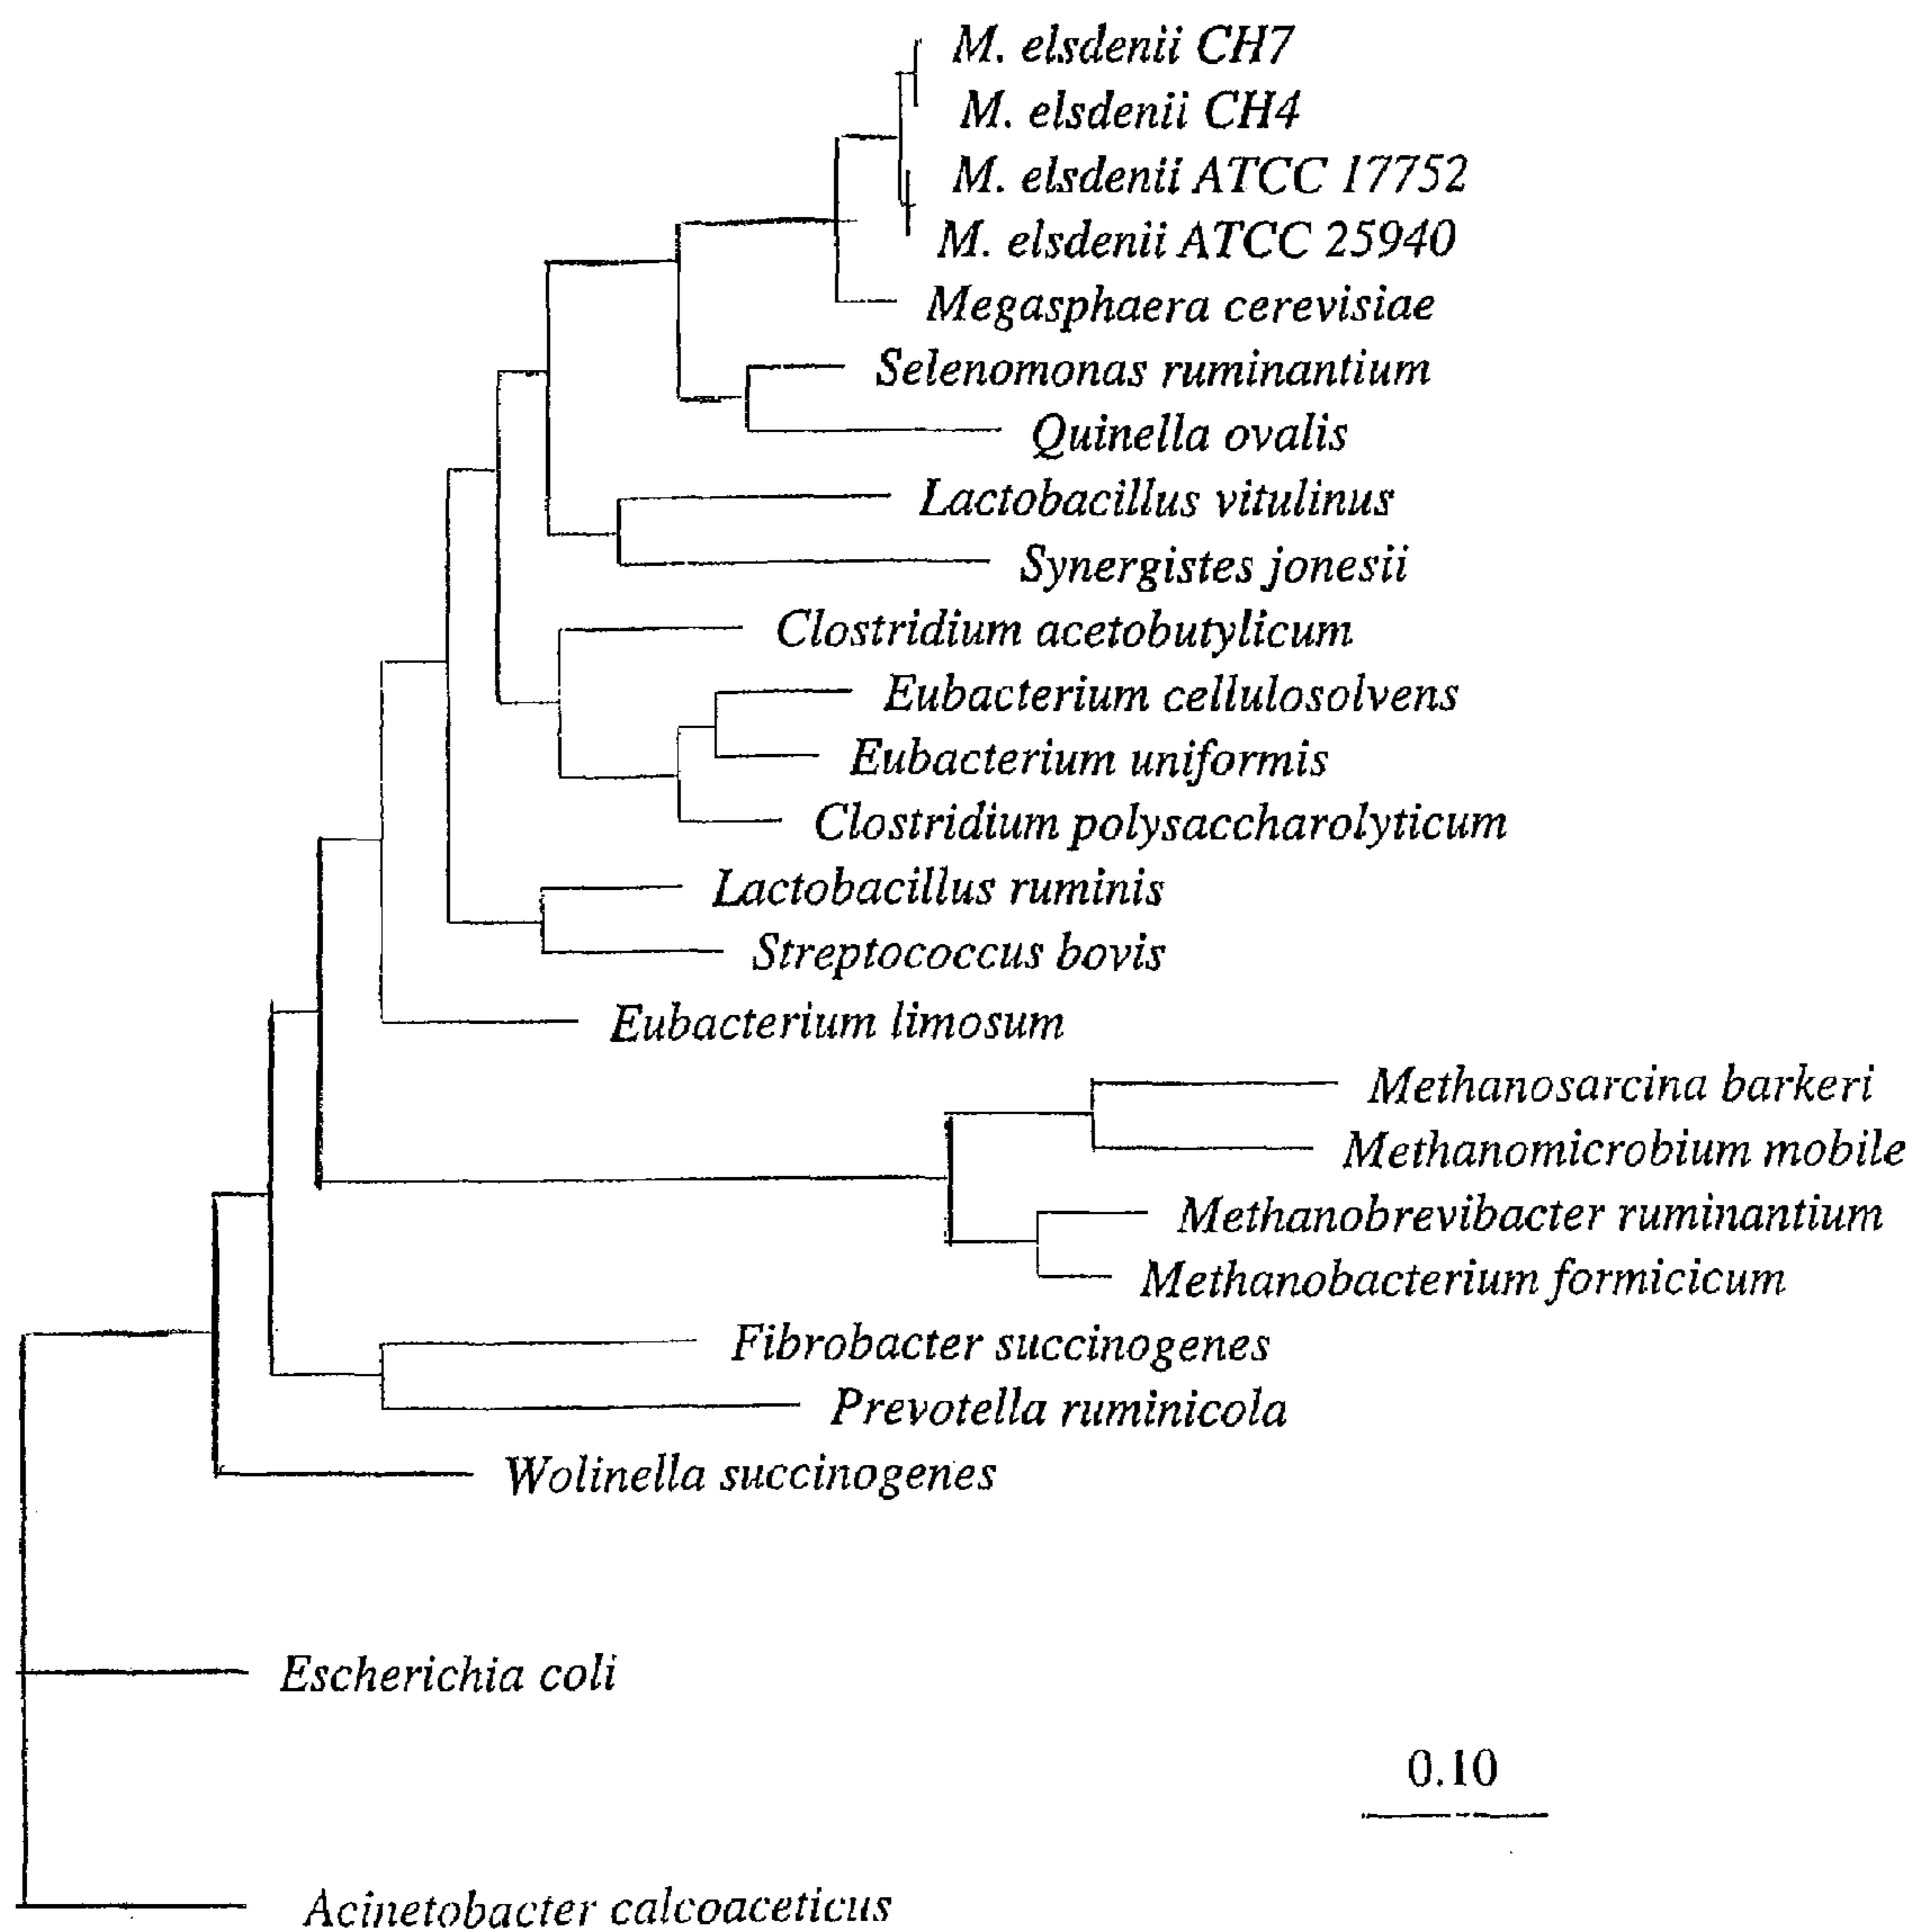 M. elsdenii CH7
M. elsdenii CH4
M. elsdenii ATCC 17752
M. elsdenii ATCC 25940
Megasphaera cerevisiae
Selenomonas ruminantium
Quinella ovalis
Lactobacillus vitulinus
Synergistes jonesii
Clostridium acetobutylicum
Eubacterium cellulosolvens
Eubacterium uniformis
Clostridium polysaccharolyticum
Lactobacillus ruminis
Streptococcus bovis
Eubacterium limosum
Methanosarcina barkeri
Methanomicrobium mobile
Methanobrevibacter ruminantium
Methanobacterium formicicum
Fibrobacter succinogenes
Prevotella ruminicola
Wolinella succinogenes
Escherichia coli
0.10
Acinetobacter calcoaceticus